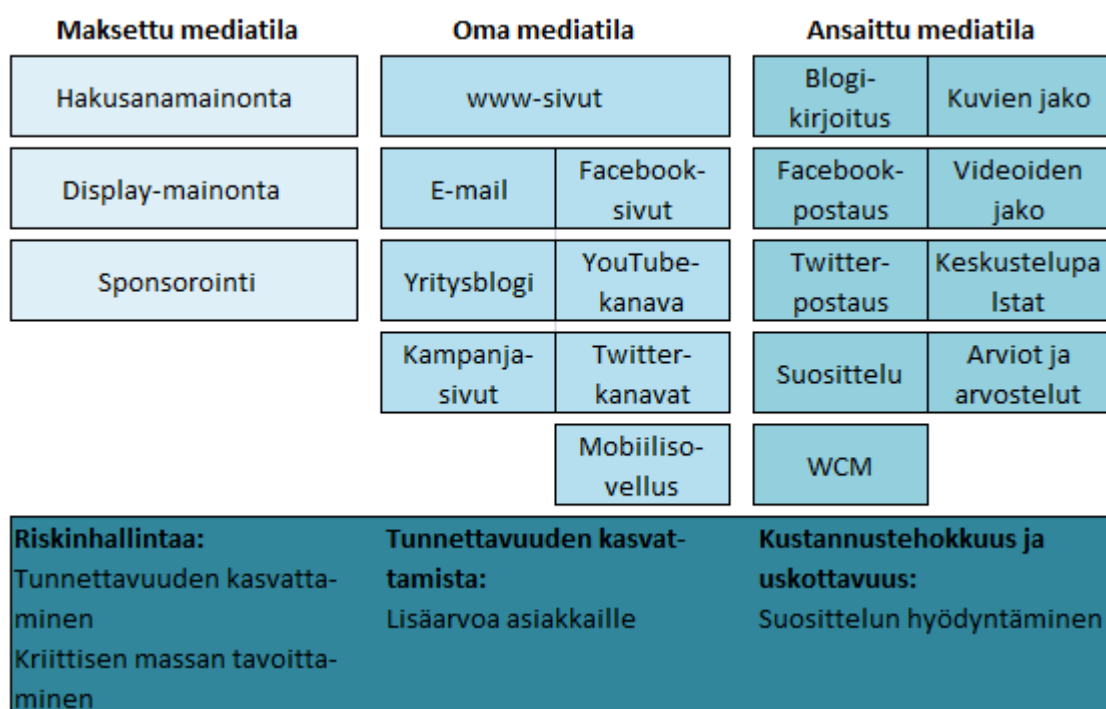 Maksettu mediatila
Oma mediatila
Ansaittu mediatila
Hakusanamainonta
www-sivut
Blogi-
kirjoitus
Kuvien jako
Display-mainonta
E-mail
Facebook-
sivut
Facebook-
postaus
Videoiden
jako
Sponsorointi
Yritysblogi
YouTube-
kanava
Twitter-
postaus
Keskustelupa
lstat
Kampanja-
sivut
Twitter-
kanavat
Suosittelu
Arviot ja
arvostelut
Mobiiliso-
vellus
WCM
Riskinhallintaa:
Tunnettavuuden kasvatta-
minen
Kriittisen massan tavoitta-
minen
Tunnettavuuden kasvat-
tamista:
Lisäarvoa asiakkaille
Kustannustehokkuus ja
uskottavuus:
Suosittelun hyödyntäminen